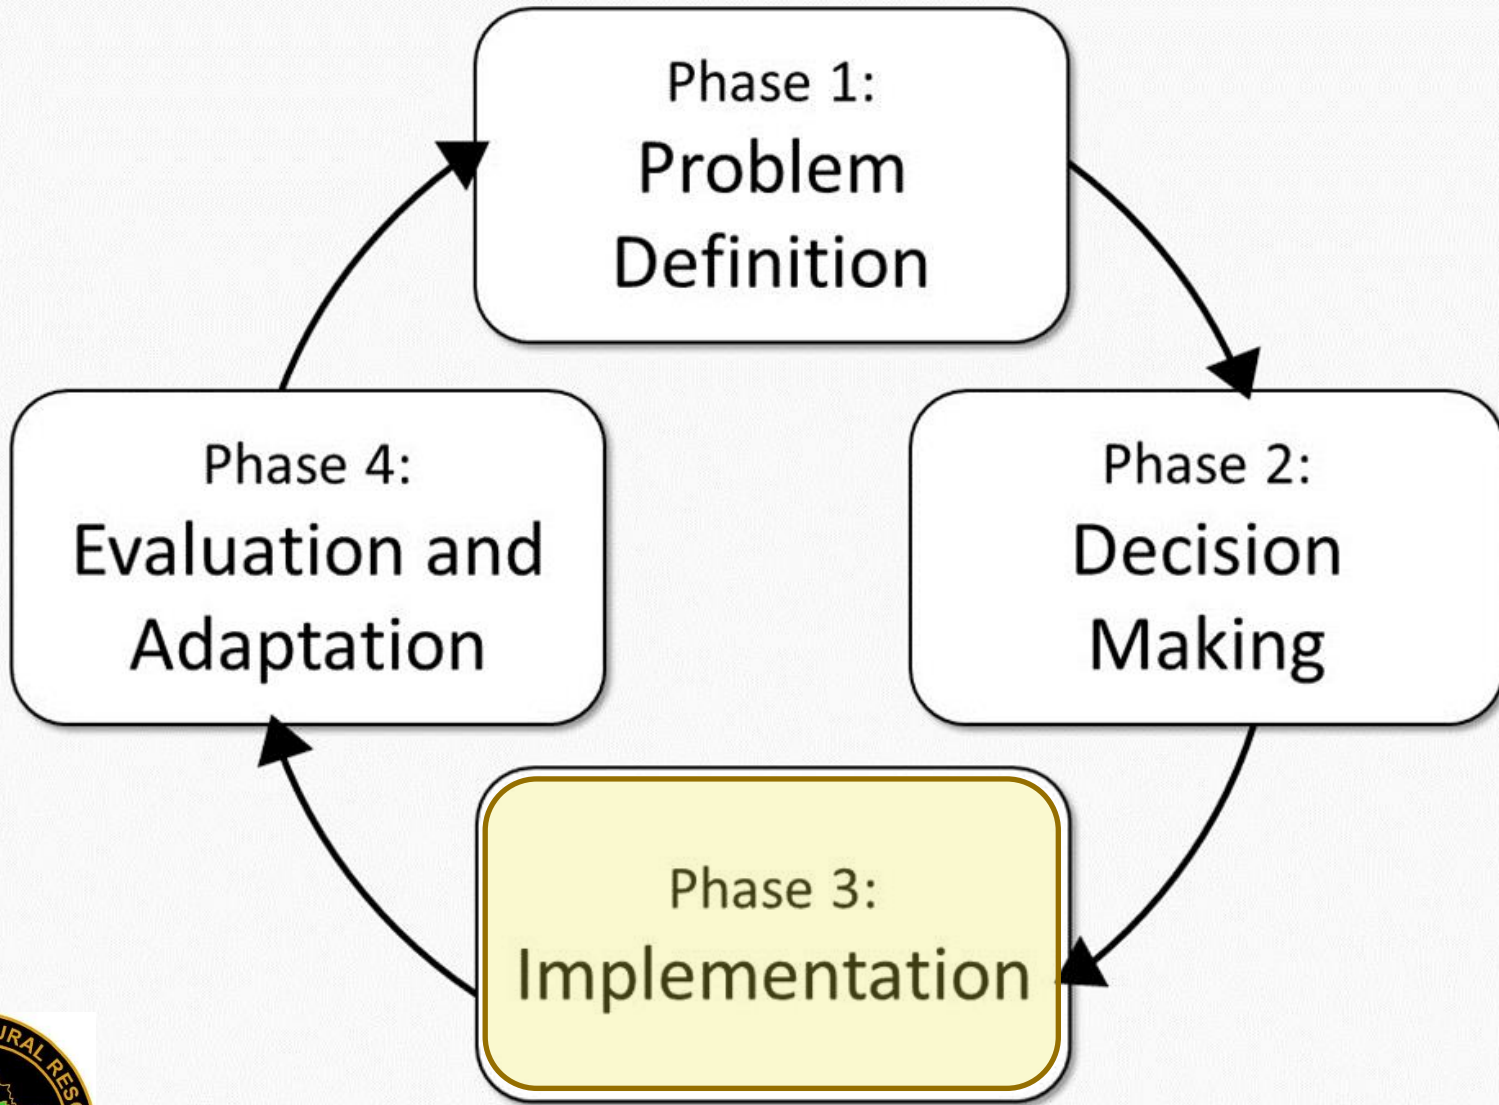 Phase 1:
Problem
Definition
Phase 2:
Decision
Making
Phase 3:
Implementation
Phase 4:
Evaluation and
Adaptation